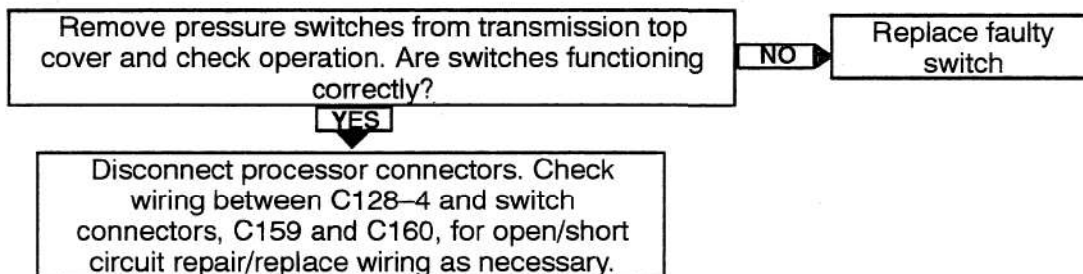 Remove pressure switches from transmission top
cover and check operation. Are switches functioning
correctly?
NO
Replace faulty
switch
YES
Disconnect processor connectors. Check
wiring between C128–4 and switch
connectors, C159 and C160, for open/short
circuit repair/replace wiring as necessary.